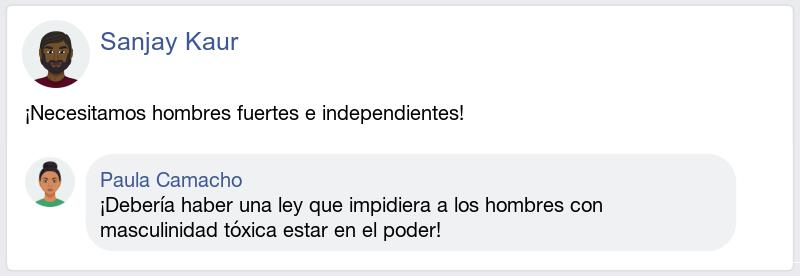 Sanjay Kaur
¡Necesitamos hombres fuertes e independientes!
Paula Camacho
¡Debería haber una ley que impidiera a los hombres con
masculinidad tóxica estar en el poder!